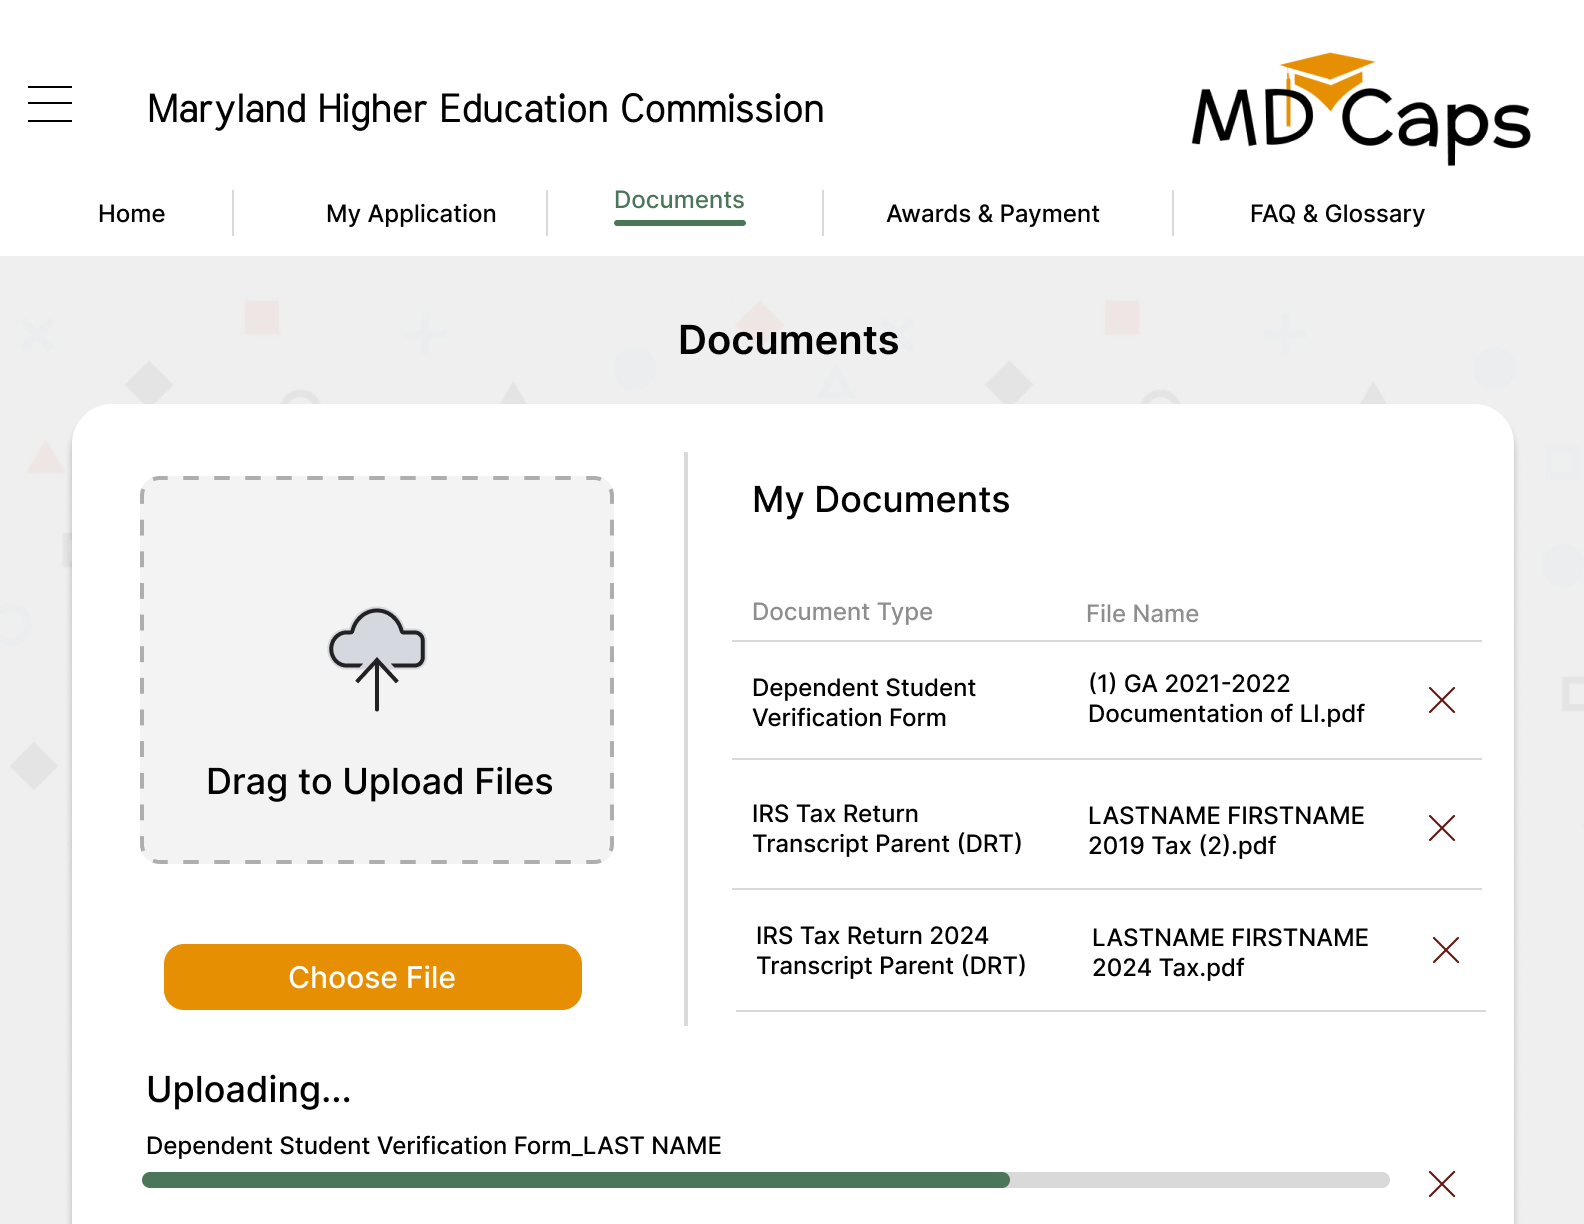 Maryland Higher Education Commission
MD Caps
Home
My Application
Documents
Awards & Payment
FAQ & Glossary
Documents
Drag to Upload Files
Choose File
My Documents
Document Type
File Name
Dependent Student
Verification Form
(1) GA 2021-2022
Documentation of LI.pdf
IRS Tax Return
Transcript Parent (DRT)
LASTNAME FIRSTNAME
2019 Tax (2).pdf
IRS Tax Return 2024
Transcript Parent (DRT)
LASTNAME FIRSTNAME
2024 Tax.pdf
Uploading...
Dependent Student Verification Form_LAST NAME